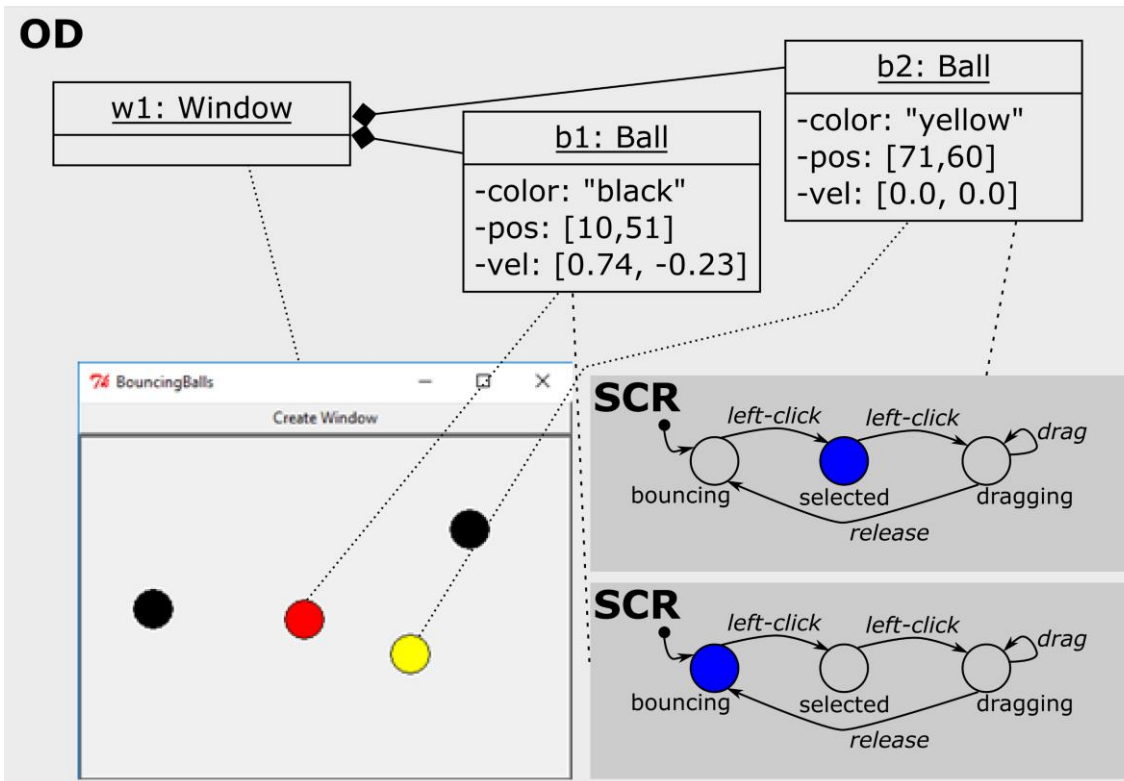 OD
w1: Window
b1: Ball
-color: "black"
-pos: [10,51]
-vel: [0.74, -0.23]
b2: Ball
-color: "yellow"
-pos: [71,60]
-vel: [0.0, 0.0]
BouncingBalls
Create Window
SCR
left-click
left-click
drag
bouncing
selected
dragging
release
SCR
left-click
left-click
drag
bouncing
selected
dragging
release